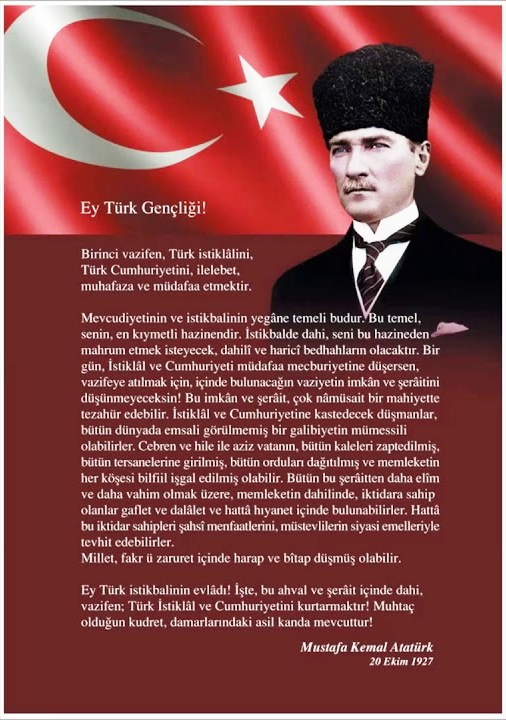 Ey Türk Gençliği!
Birinci vazifen, Türk istiklâlini,
Türk Cumhuriyetini, ilelebet,
muhafaza ve müdafaa etmektir.
Mevcudiyetinin ve istikbalinin yegâne temeli budur. Bu temel,
senin, en kıymetli hazinendir. İstikbalde dahi, seni bu hazineden
mahrum etmek isteyecek, dahilî ve haricî bedhahların olacaktır. Bir
gün, İstiklâl ve Cumhuriyeti müdafaa mecburiyetine düşersen,
vazifeye atılmak için, içinde bulunacağın vaziyetin imkân ve şerâitini
düşünmeyeceksin! Bu imkân ve şerâit, çok nâmüsait bir mahiyette
tezahür edebilir. İstiklâl ve Cumhuriyetine kastedecek düşmanlar,
bütün dünyada emsali görülmemiş bir galibiyetin mümessili
olabilirler. Cebren ve hile ile aziz vatanın, bütün kaleleri zaptedilmiş,
bütün tersanelerine girilmiş, bütün orduları dağıtılmış ve memleketin
her köşesi bilfiil işgal edilmiş olabilir. Bütün bu şerâitten daha elîm
ve daha vahim olmak üzere, memleketin dahilinde, iktidara sahip
olanlar gaflet ve dalâlet ve hattâ hıyanet içinde bulunabilirler. Hattâ
bu iktidar sahipleri şahsî menfaatlerini, müstevlilerin siyasi emelleriyle
tevhit edebilirler.
Millet, fakr ü zaruret içinde harap ve bîtap düşmüş olabilir.
Ey Türk istikbalinin evlâdı! İşte, bu ahval ve şerâit içinde dahi,
vazifen; Türk İstiklâl ve Cumhuriyetini kurtarmaktır! Muhtaç
olduğun kudret, damarlarındaki asil kanda mevcuttur!
Mustafa Kemal Atatürk
20 Ekim 1927